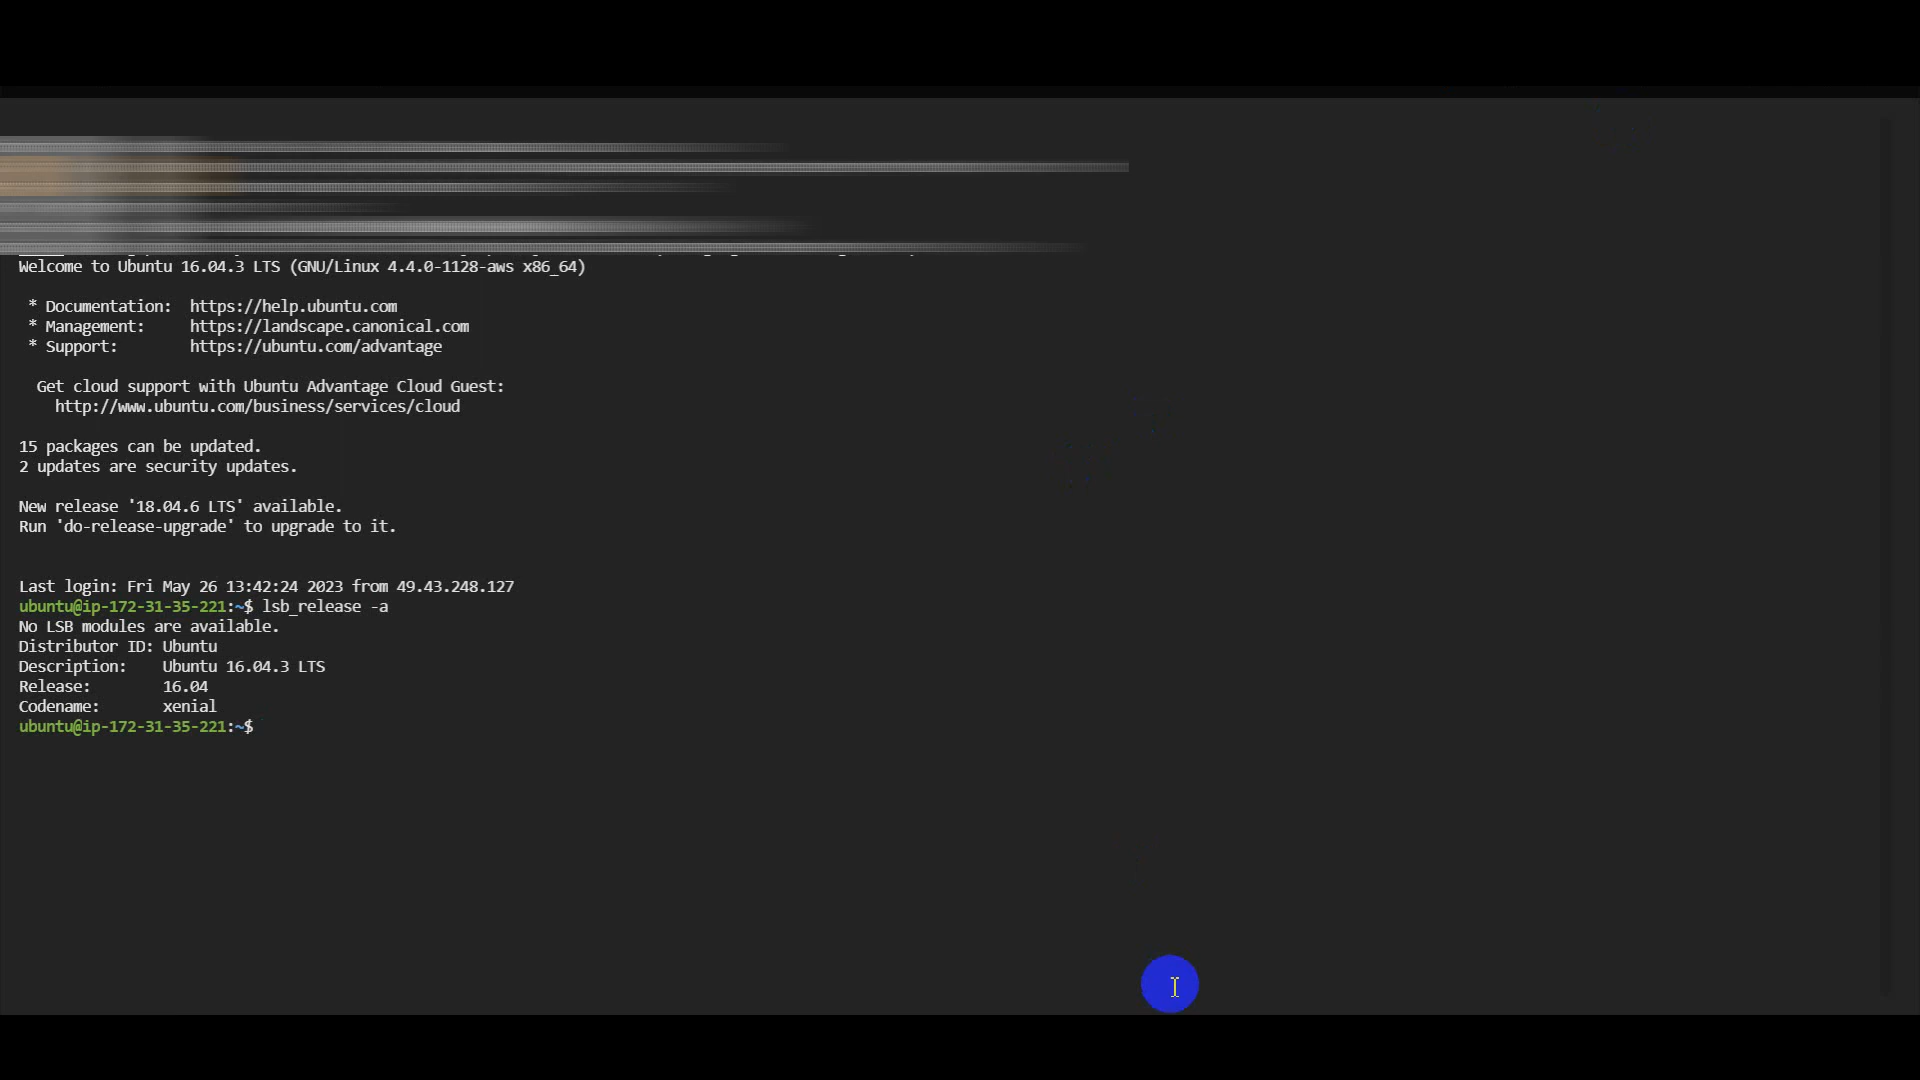 Welcome to Ubuntu 16.04.3 LTS (GNU/Linux 4.4.0-1128-aws x86_64)
* Documentation: https://help.ubuntu.com
* Management: https://landscape.canonical.com
* Support: https://ubuntu.com/advantage
Get cloud support with Ubuntu Advantage Cloud Guest:
http://www.ubuntu.com/business/services/cloud
15 packages can be updated.
2 updates are security updates.
New release '18.04.6 LTS' available.
Run 'do-release-upgrade' to upgrade to it.
Last login: Fri May 26 13:42:24 2023 from 49.43.248.127
ubuntu@ip-172-31-35-221:~$ lsb_release -a
No LSB modules are available.
Distributor ID: Ubuntu
Description: Ubuntu 16.04.3 LTS
Release: 16.04
Codename: xenial
ubuntu@ip-172-31-35-221:~$